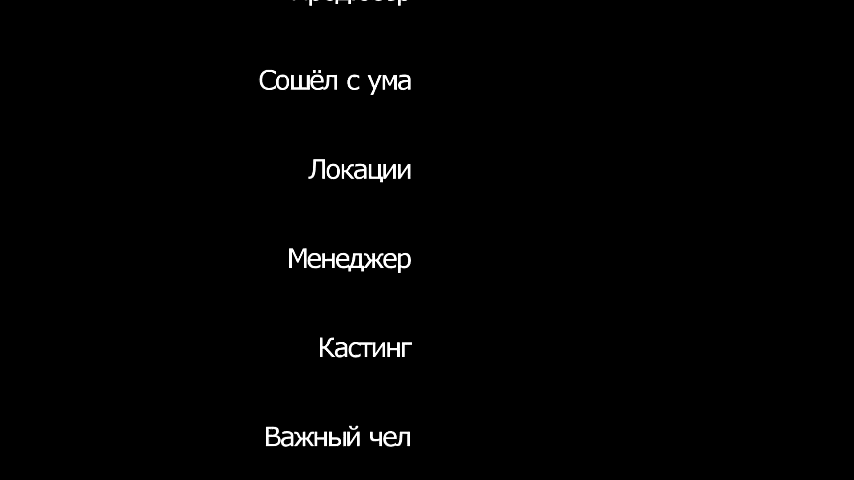 Сошёл с ума
Локации
Менеджер
Кастинг
Важный чел